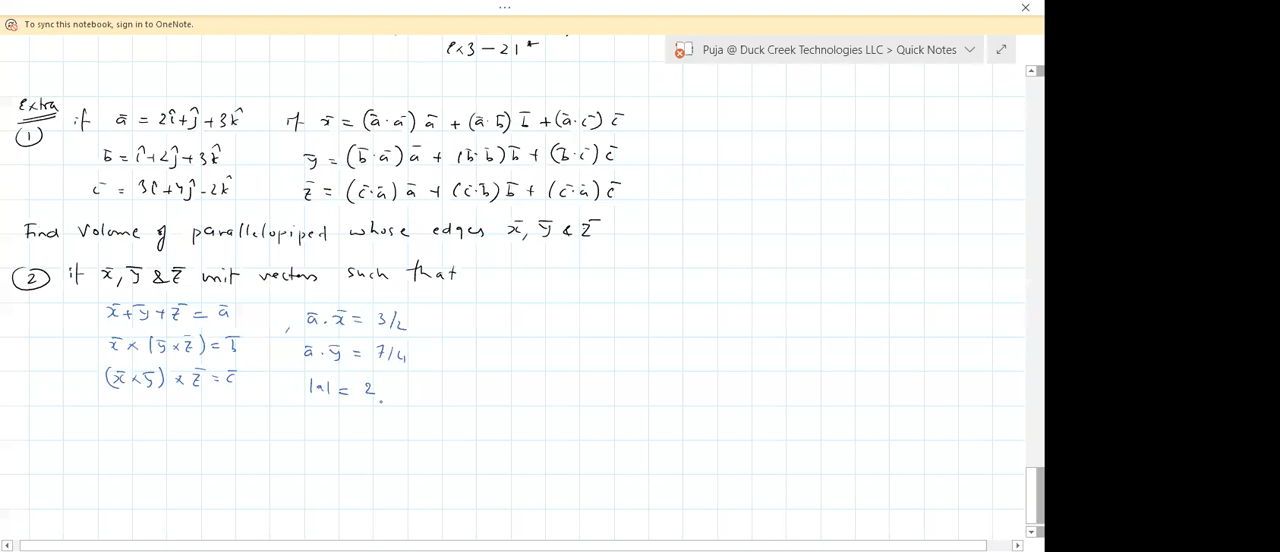 ...
To sync this notebook, sign in to OneNote.
Puja @ Duck Creek Technologies LLC > Quick Notes
Extra
① if ā = 2î+ĵ+3k̂ if x̄ = (ā·ā) ā + (ā·b̄) b̄ + (ā·c̄) c̄
b̄ = î+2ĵ+3k̂ ȳ = (b̄·ā) ā + (b̄·b̄) b̄ + (b̄·c̄) c̄
c̄ = 3î+4ĵ-2k̂ z̄ = (c̄·ā) ā + (c̄·b̄) b̄ + (c̄·ā) c̄
Find Volume of parallelopiped whose edges x̄, ȳ & z̄
② if x̄, ȳ & z̄ unit vectors such that
x̄+ȳ+z̄ = ā , ā·x̄ = 3/2
x̄ × (ȳ×z̄) = b̄ ā·ȳ = 7/4
(x̄×ȳ) × z̄ = c̄ |a| = 2